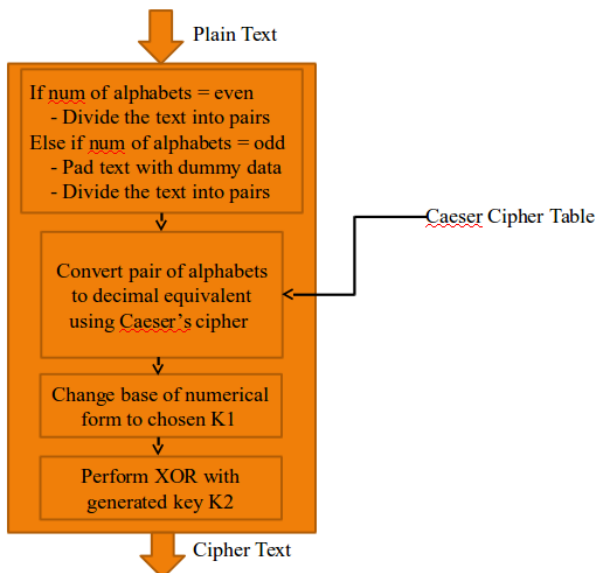 Plain Text
If num of alphabets = even
- Divide the text into pairs
Else if num of alphabets = odd
- Pad text with dummy data
- Divide the text into pairs
Caeser Cipher Table
Convert pair of alphabets
to decimal equivalent
using Caeser's cipher
Change base of numerical
form to chosen K1
Perform XOR with
generated key K2
Cipher Text